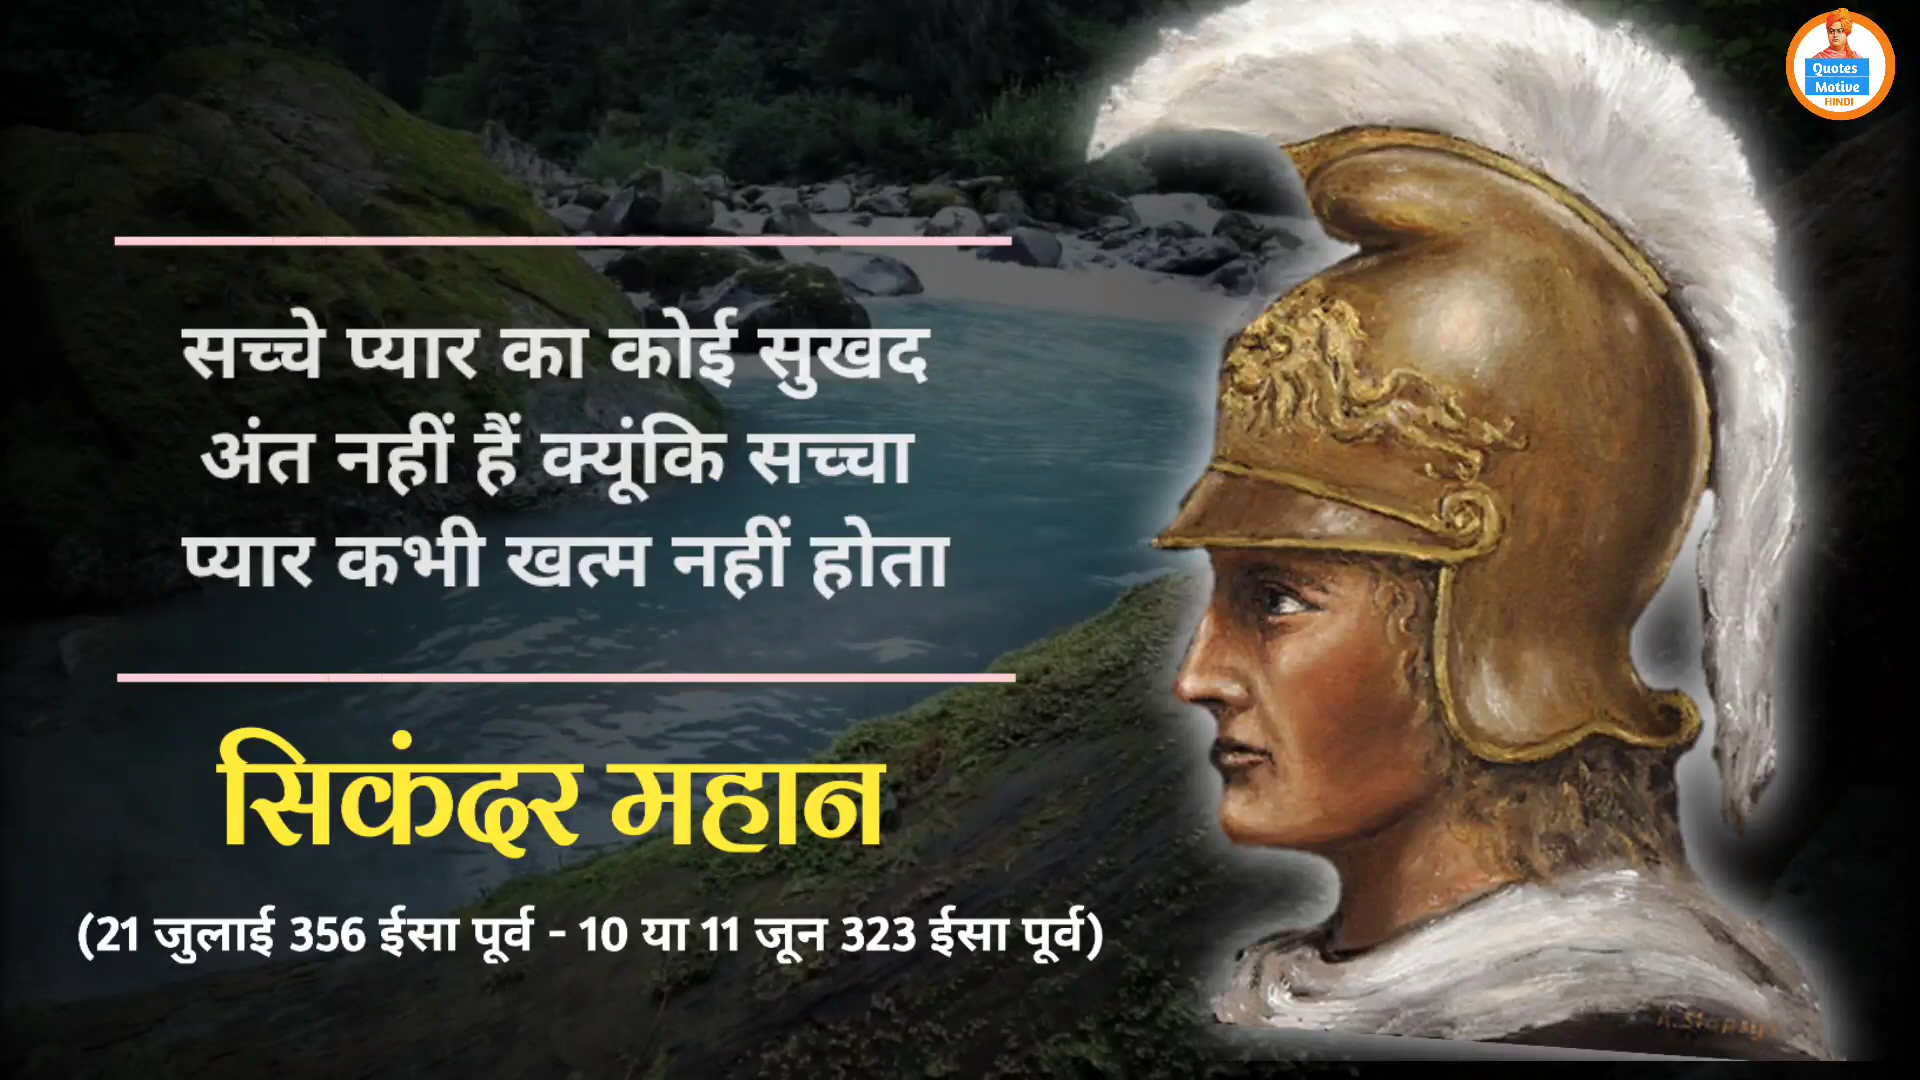 Quotes
Motive
HINDI
सच्चे प्यार का कोई सुखद
अंत नहीं हैं क्यूंकि सच्चा
प्यार कभी खत्म नहीं होता
सिकंदर महान
(21 जुलाई 356 ईसा पूर्व - 10 या 11 जून 323 ईसा पूर्व)